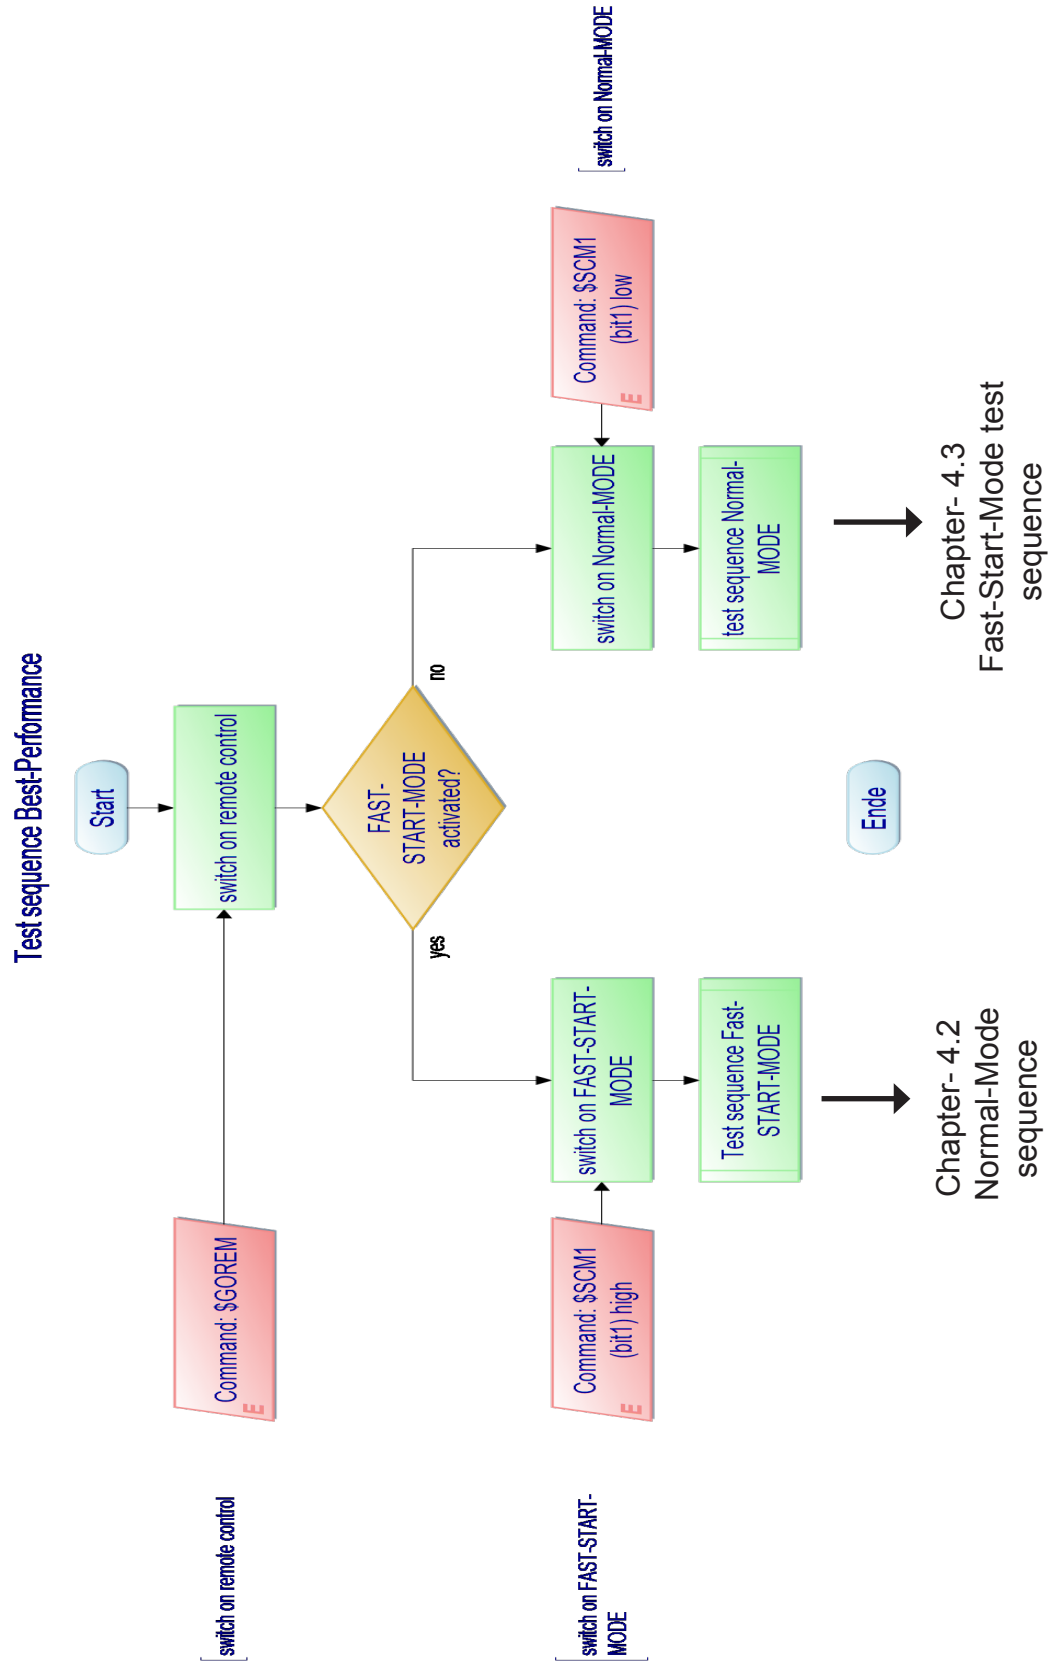 Test sequence Best-Performance
Start
switch on remote control
Command: $GOREM
E
switch on remote control
FAST-
START-MODE
activated?
yes
no
switch on FAST-START-
MODE
Command: $SCM1
(bit1) high
E
switch on FAST-START-
MODE
switch on Normal-MODE
Command: $SCM1
(bit1) low
E
switch on Normal-MODE
Test sequence Fast-
START-MODE
test sequence Normal-
MODE
Ende
Chapter- 4.2
Normal-Mode
sequence
Chapter- 4.3
Fast-Start-Mode test
sequence